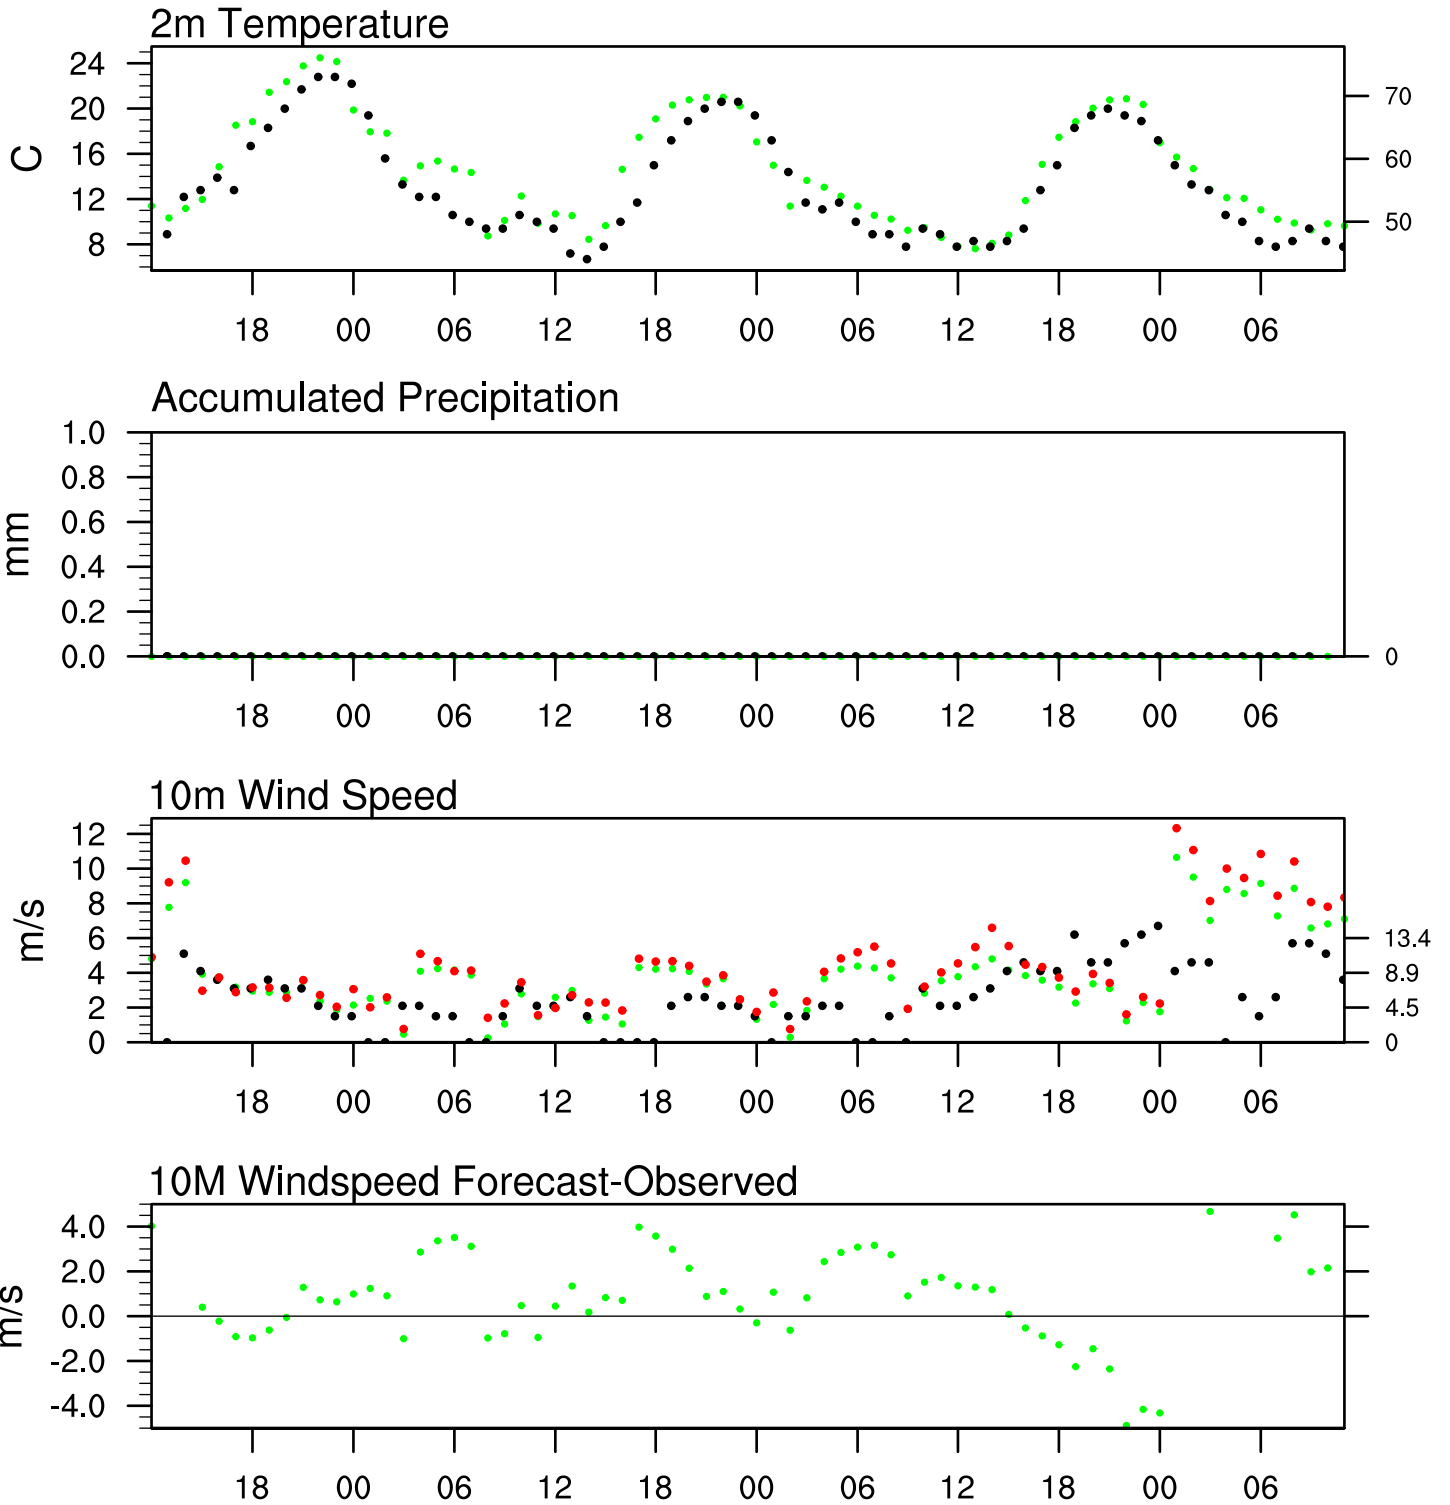 2m Temperature
24
20
16
12
8
C
70
60
50
18 00 06 12 18 00 06 12 18 00 06
Accumulated Precipitation
1.0
0.8
0.6
0.4
0.2
0.0
mm
0
18 00 06 12 18 00 06 12 18 00 06
10m Wind Speed
12
10
8
6
4
2
0
m/s
13.4
8.9
4.5
0
18 00 06 12 18 00 06 12 18 00 06
10M Windspeed Forecast-Observed
4.0
2.0
0.0
-2.0
-4.0
m/s
18 00 06 12 18 00 06 12 18 00 06